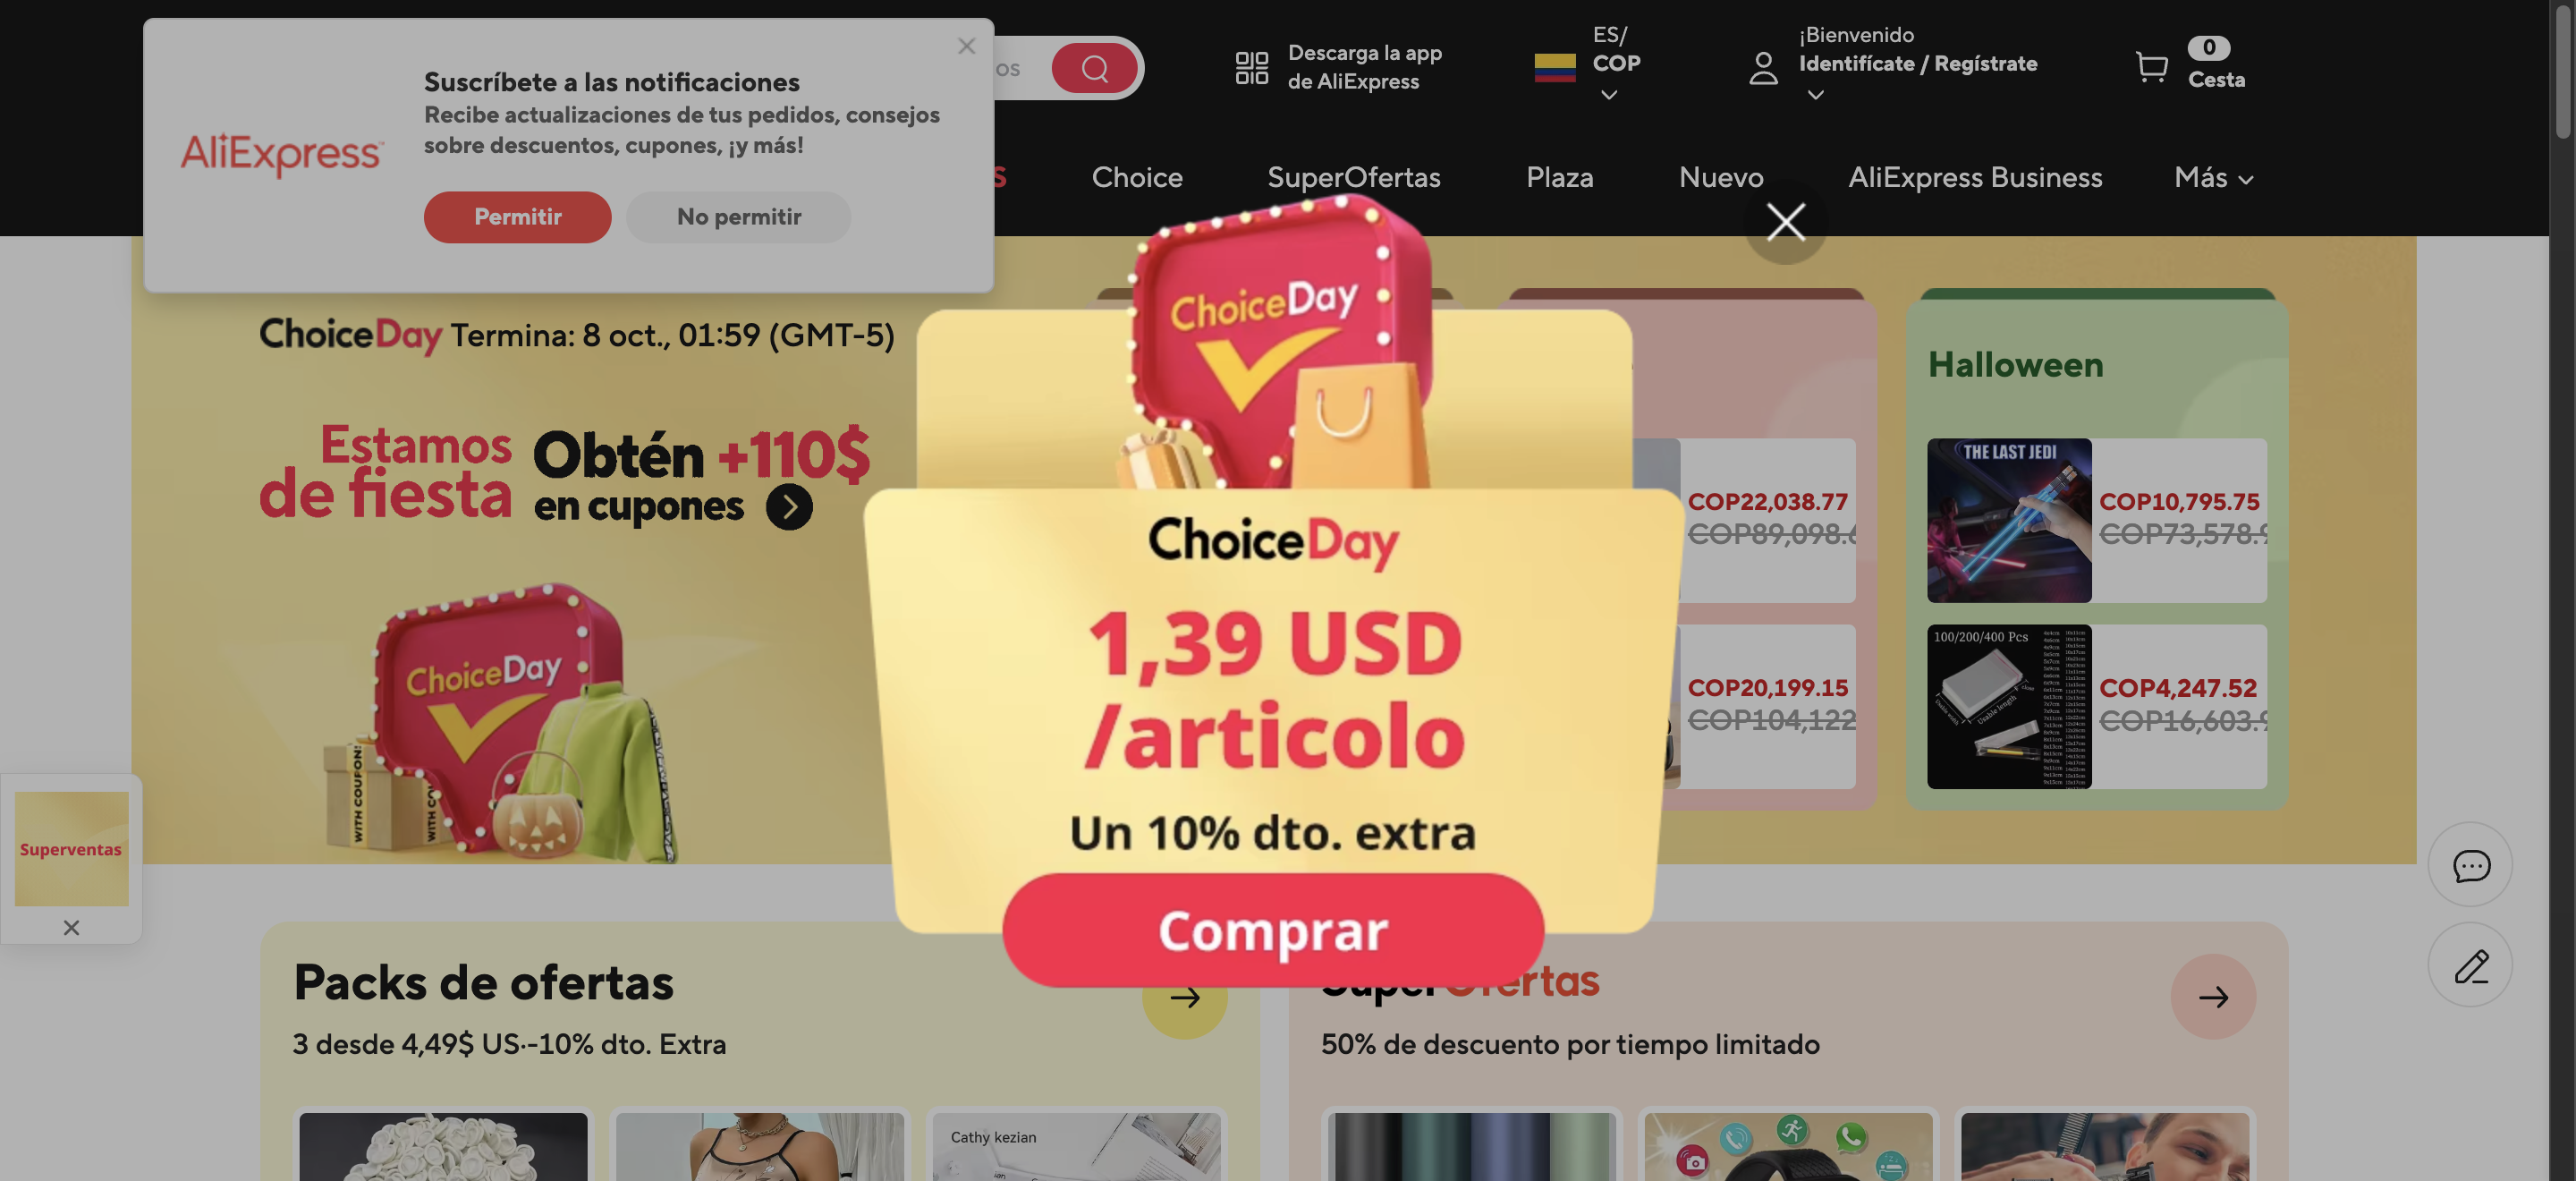 Suscríbete a las notificaciones
Recibe actualizaciones de tus pedidos, consejos
sobre descuentos, cupones, ¡y más!
AliExpress
Permitir
No permitir
os
Descarga la app
de AliExpress
ES/
COP
¡Bienvenido
Identifícate / Regístrate
0
Cesta
S
Choice
SuperOfertas
Plaza
Nuevo
AliExpress Business
Más
ChoiceDay Termina: 8 oct., 01:59 (GMT-5)
Estamos
de fiesta
Obtén +110$
en cupones
ChoiceDay
WITH COUPON!
ChoiceDay
ChoiceDay
1,39 USD
/articolo
Un 10% dto. extra
Comprar
COP22,038.77
COP89,098.6
COP20,199.15
COP104,122
Halloween
THE LAST JEDI
COP10,795.75
COP73,578.9
100/200/400 Pcs
Usable length
COP4,247.52
COP16,603.9
Superventas
Packs de ofertas
3 desde 4,49$ US·-10% dto. Extra
SuperOfertas
50% de descuento por tiempo limitado
Cathy kezian